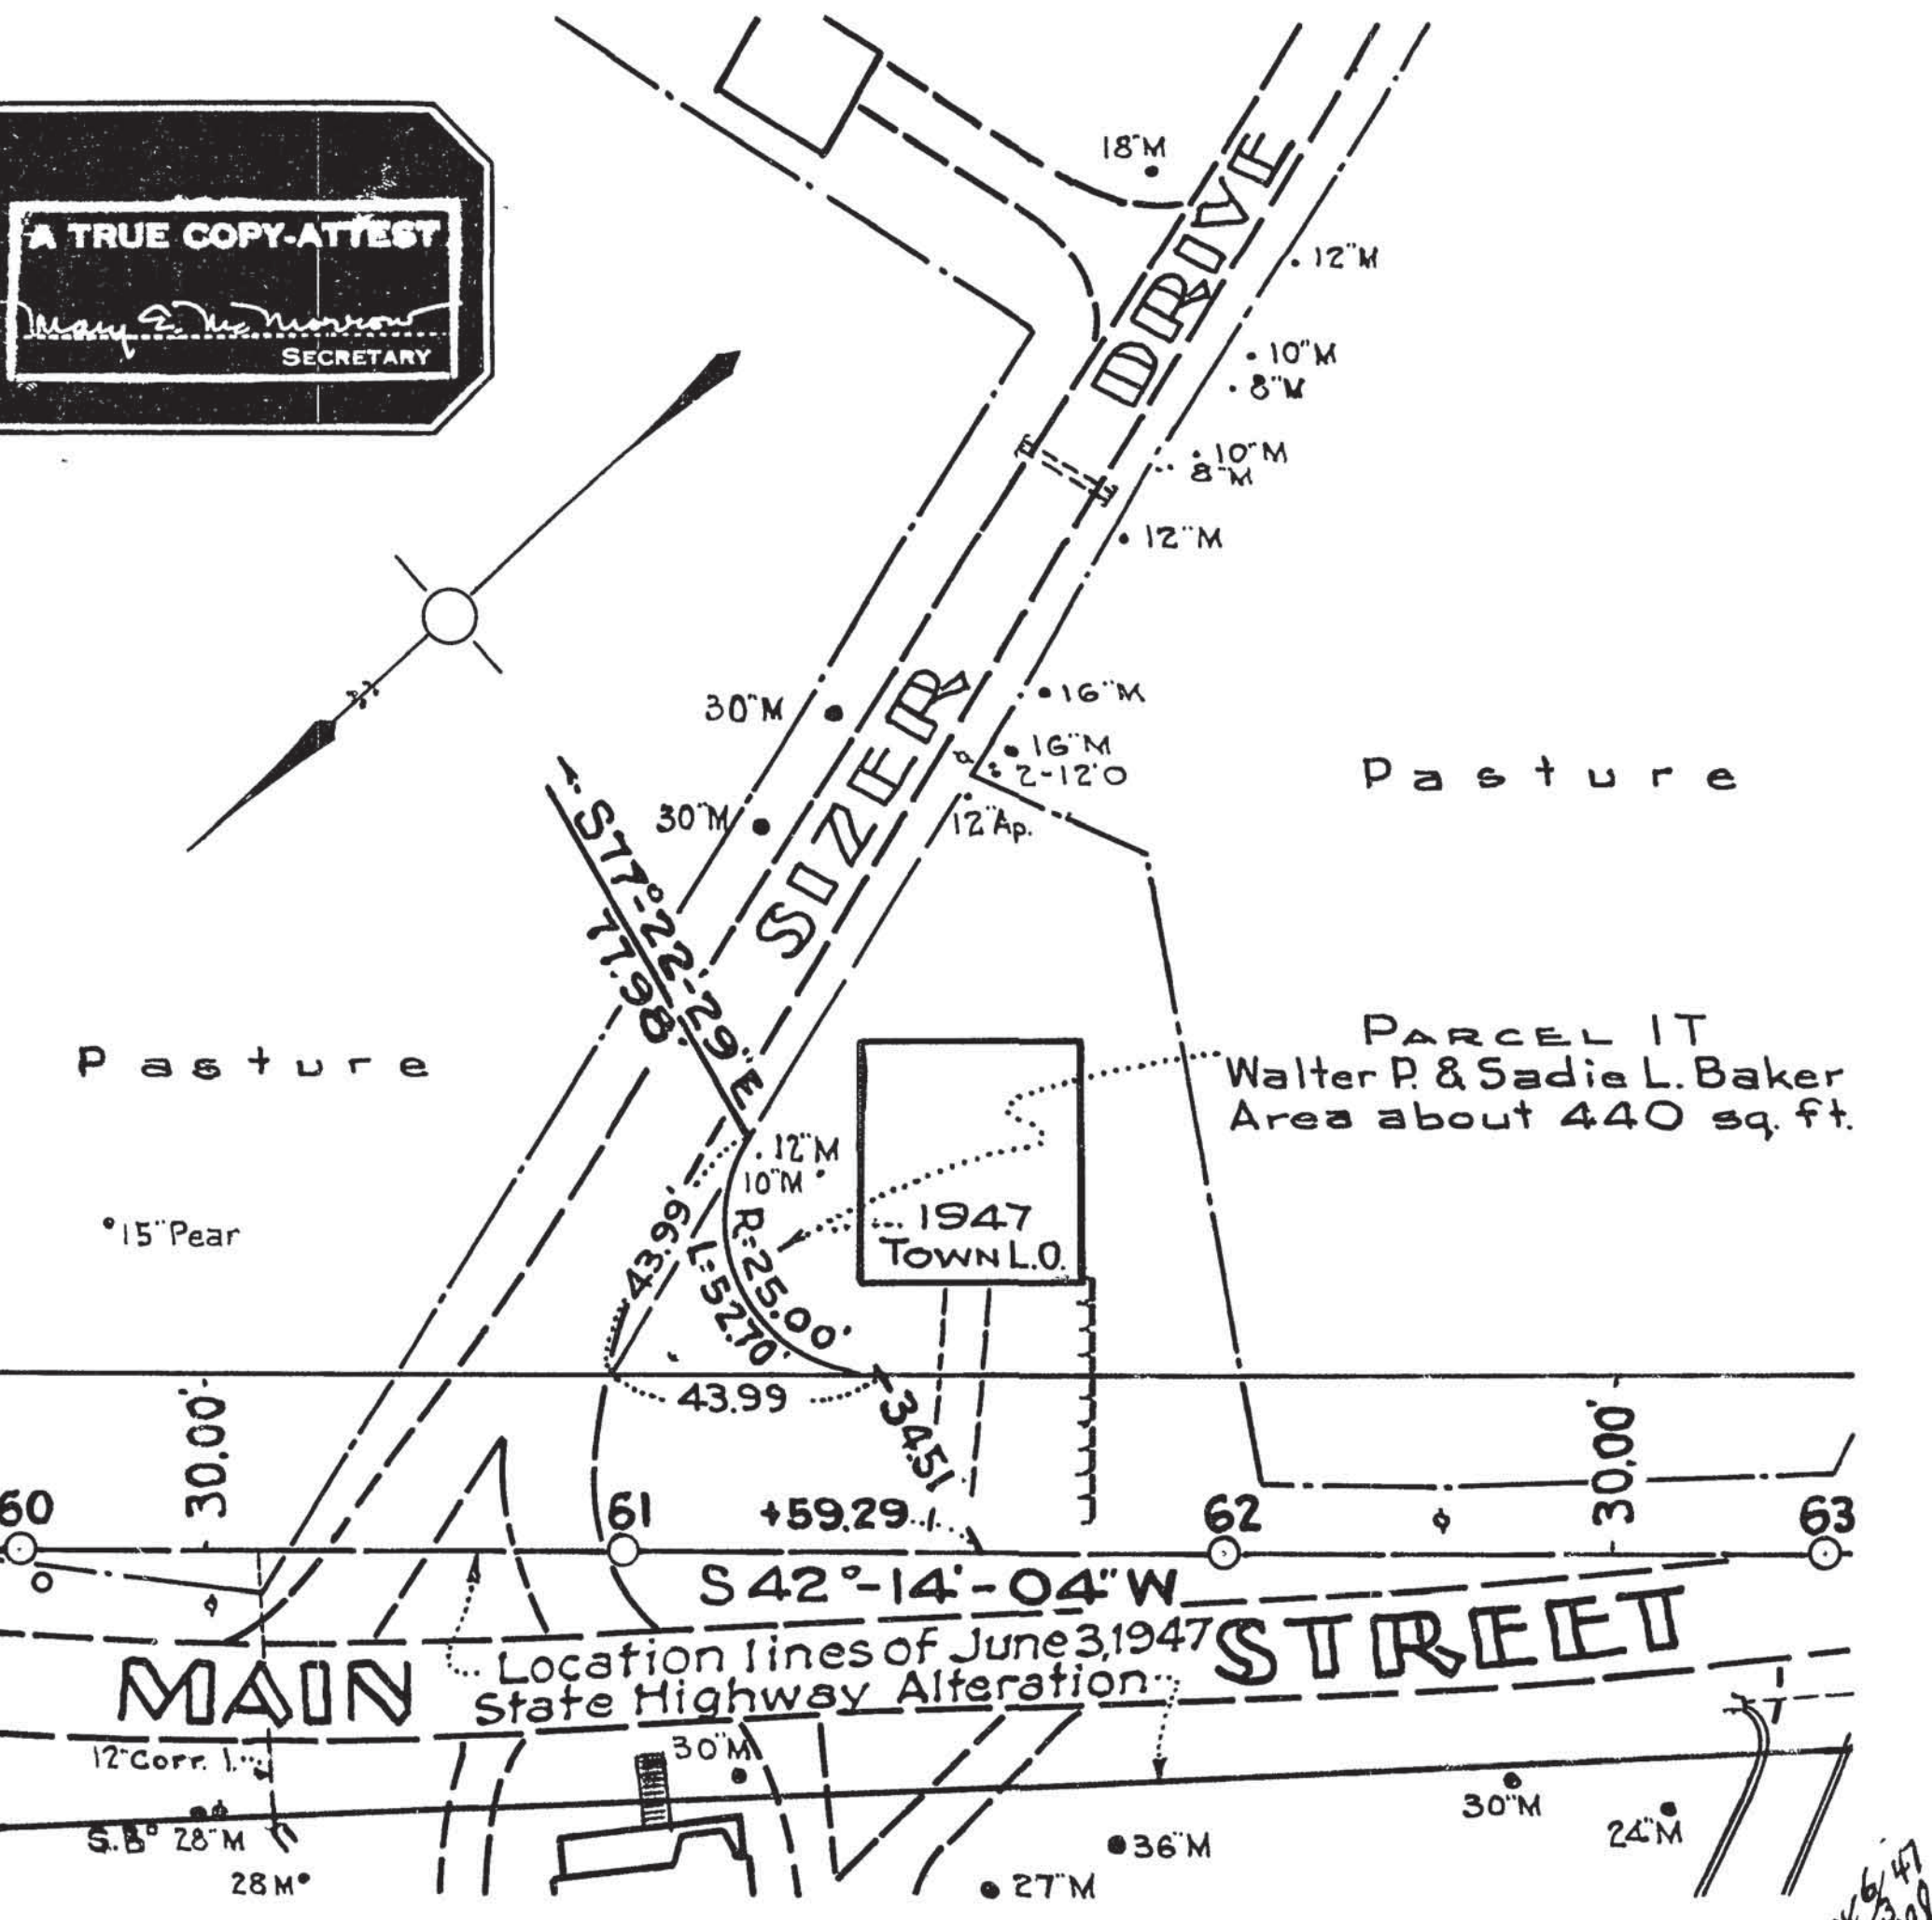 A TRUE COPY-ATTEST
Mary E. McMorrow
SECRETARY
18"M
DRIVE
12"M
10"M
8"M
10"M
8"M
12"M
SIZER
30"M
16"M
16"M
2-12"O
30"M
12"Ap.
Pasture
S77°-22'-29"E
77.98'
Pasture
PARCEL 1T
Walter P. & Sadie L. Baker
Area about 440 sq. ft.
12"M
10"M
15"Pear
43.99'
R=25.00'
L=52.70'
1947
TOWN L.O.
43.99
34.51
30.00'
30.00'
60
61
+59.29
62
63
S 42°-14'-04" W
Location lines of June 3,1947
State Highway Alteration
MAIN
STREET
12"Corr. I.
30"M
30"M
24"M
S.B. 28"M
28M
36"M
27"M